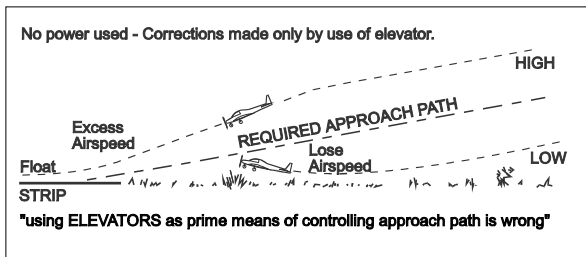 No power used - Corrections made only by use of elevator.
HIGH
REQUIRED APPROACH PATH
Excess
Airspeed
Lose
Airspeed
LOW
Float
STRIP
"using ELEVATORS as prime means of controlling approach path is wrong"